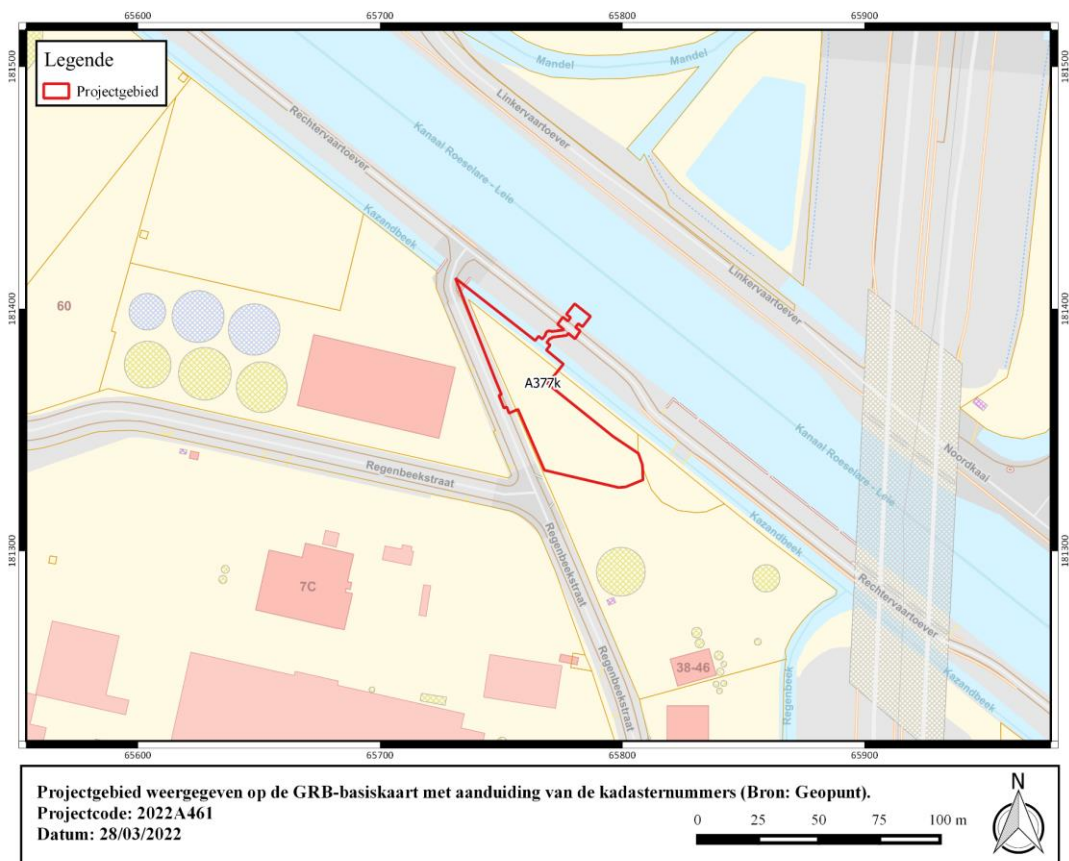 65600 65700 65800 65900
181500 181500
Legende
Projectgebied
Mandel Mandel
Linkervaartoever
Rechtervaartoever
Kanaal Roeselare - Leie
Kazandbeek
Linkervaartoever
60
181400 181400
A377k
Kanaal Roeselare - Leie
Noordkaal
Regenbeekstraat
Regenbeekstraat
Kazandbeek
Rechtervaartoever
181300 181300
7C
Regenbeekstraat
38-46
Regenbeek
Kazandbeek
65600 65700 65800 65900
Projectgebied weergegeven op de GRB-basiskaart met aanduiding van de kadasternummers (Bron: Geopunt).
Projectcode: 2022A461
Datum: 28/03/2022
0 25 50 75 100 m
N